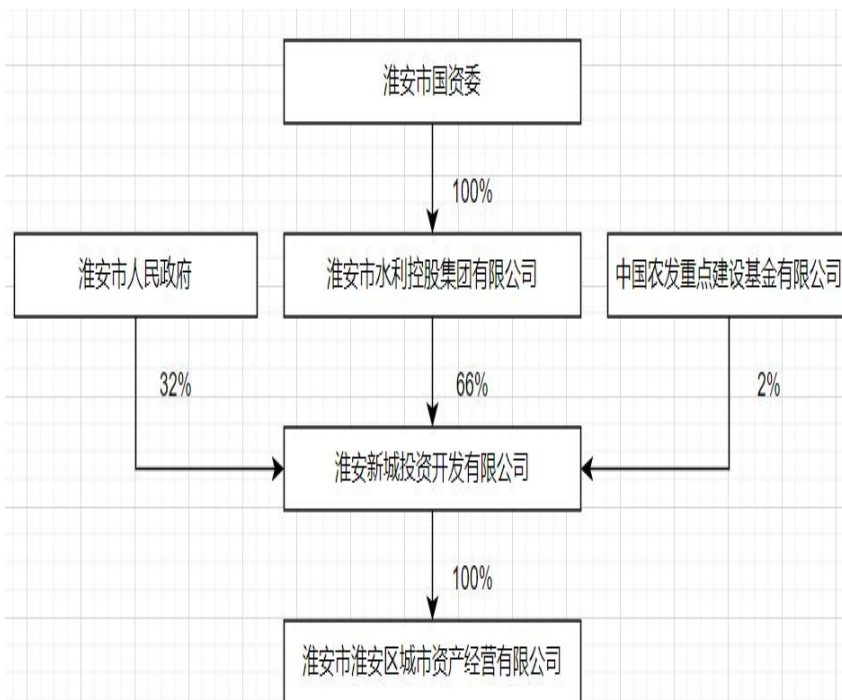 淮安市国资委
100%
淮安市人民政府
淮安市水利控股集团有限公司
中国农发重点建设基金有限公司
32%
66%
2%
淮安新城投资开发有限公司
100%
淮安市淮安区城市资产经营有限公司